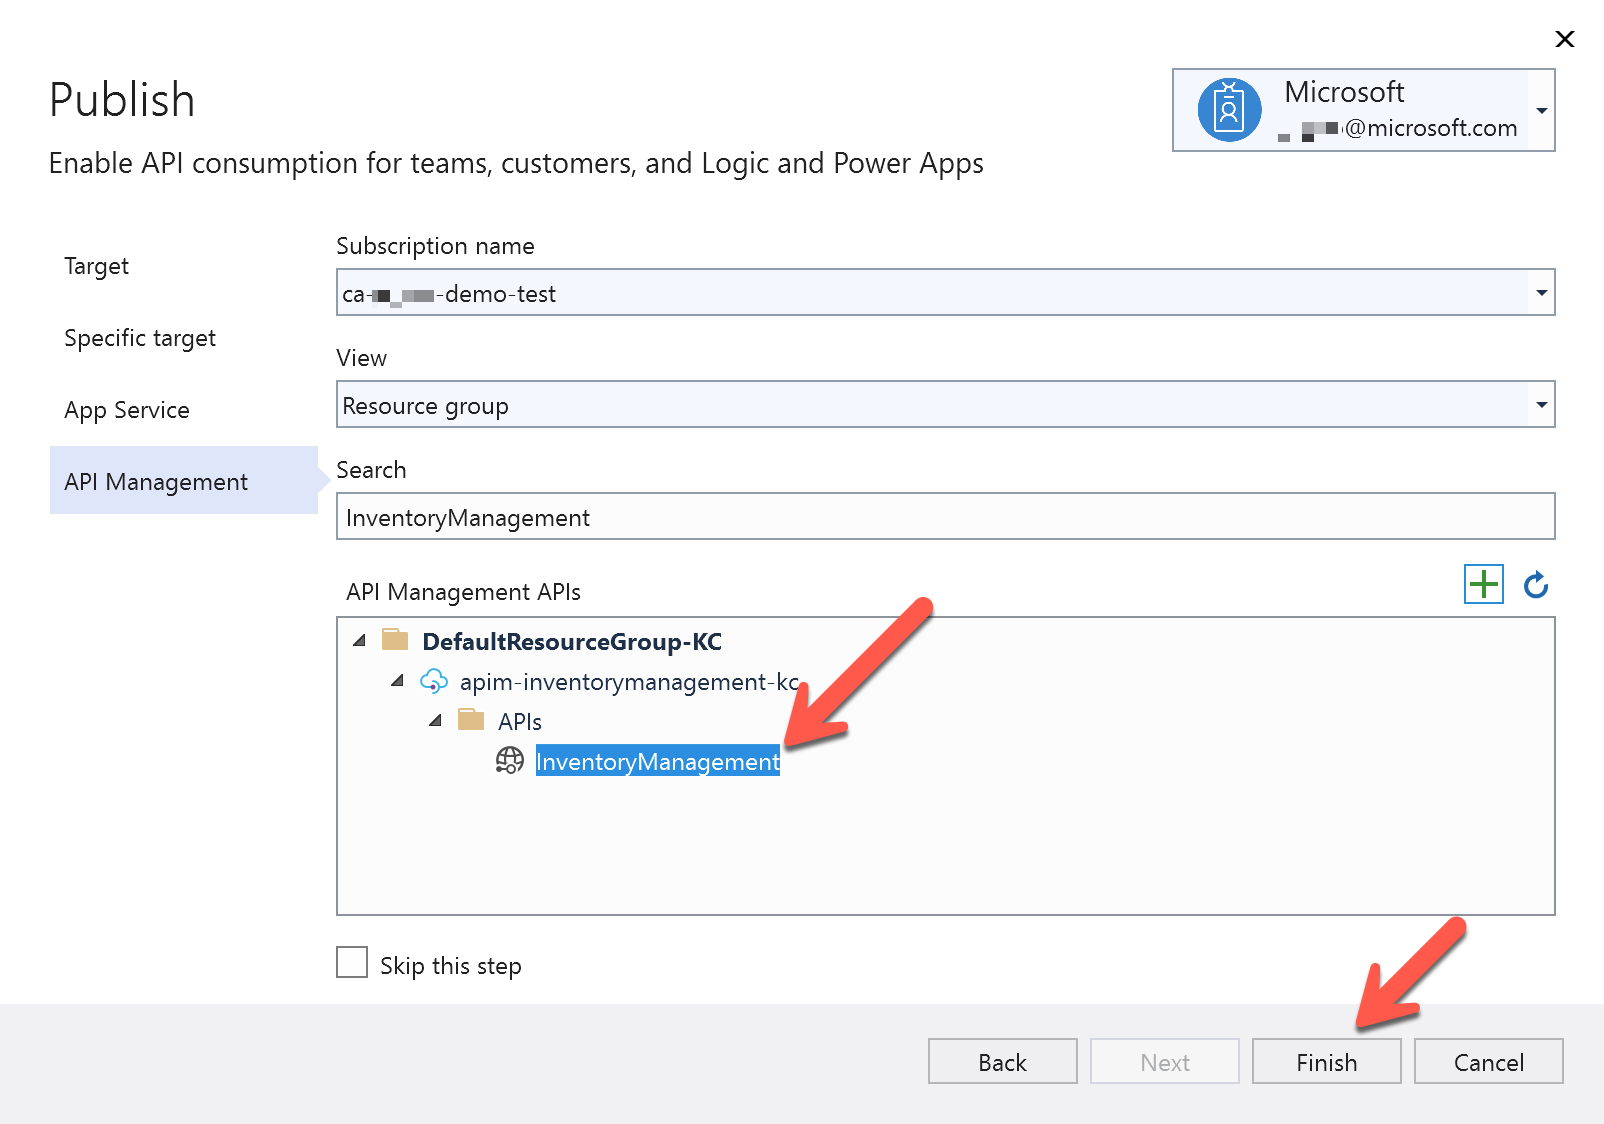 Publish
Enable API consumption for teams, customers, and Logic and Power Apps
Microsoft
@microsoft.com
Target
Specific target
App Service
API Management
Subscription name
ca- -demo-test
View
Resource group
Search
InventoryManagement
API Management APIs
DefaultResourceGroup-KC
apim-inventorymanagement-kc
APIs
InventoryManagement
Skip this step
Back
Next
Finish
Cancel